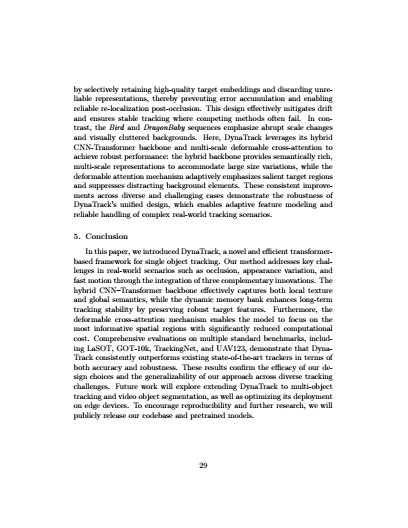 by selectively retaining high-quality target embeddings and discarding unre-
liable representations, thereby preventing error accumulation and enabling
reliable re-localization post-occlusion. This design effectively mitigates drift
and ensures stable tracking where competing methods often fail. In con-
trast, the Bird and DragonBaby sequences emphasize abrupt scale changes
and visually cluttered backgrounds. Here, DynaTrack leverages its hybrid
CNN-Transformer backbone and multi-scale deformable cross-attention to
achieve robust performance: the hybrid backbone provides semantically rich,
multi-scale representations to accommodate large size variations, while the
deformable attention mechanism adaptively emphasizes salient target regions
and suppresses distracting background elements. These consistent improve-
ments across diverse and challenging cases demonstrate the robustness of
DynaTrack's unified design, which enables adaptive feature modeling and
reliable handling of complex real-world tracking scenarios.
5. Conclusion
In this paper, we introduced DynaTrack, a novel and efficient transformer-
based framework for single object tracking. Our method addresses key chal-
lenges in real-world scenarios such as occlusion, appearance variation, and
fast motion through the integration of three complementary innovations. The
hybrid CNN–Transformer backbone effectively captures both local texture
and global semantics, while the dynamic memory bank enhances long-term
tracking stability by preserving robust target features. Furthermore, the
deformable cross-attention mechanism enables the model to focus on the
most informative spatial regions with significantly reduced computational
cost. Comprehensive evaluations on multiple standard benchmarks, includ-
ing LaSOT, GOT-10k, TrackingNet, and UAV123, demonstrate that Dyna-
Track consistently outperforms existing state-of-the-art trackers in terms of
both accuracy and robustness. These results confirm the efficacy of our de-
sign choices and the generalizability of our approach across diverse tracking
challenges. Future work will explore extending DynaTrack to multi-object
tracking and video object segmentation, as well as optimizing its deployment
on edge devices. To encourage reproducibility and further research, we will
publicly release our codebase and pretrained models.
29